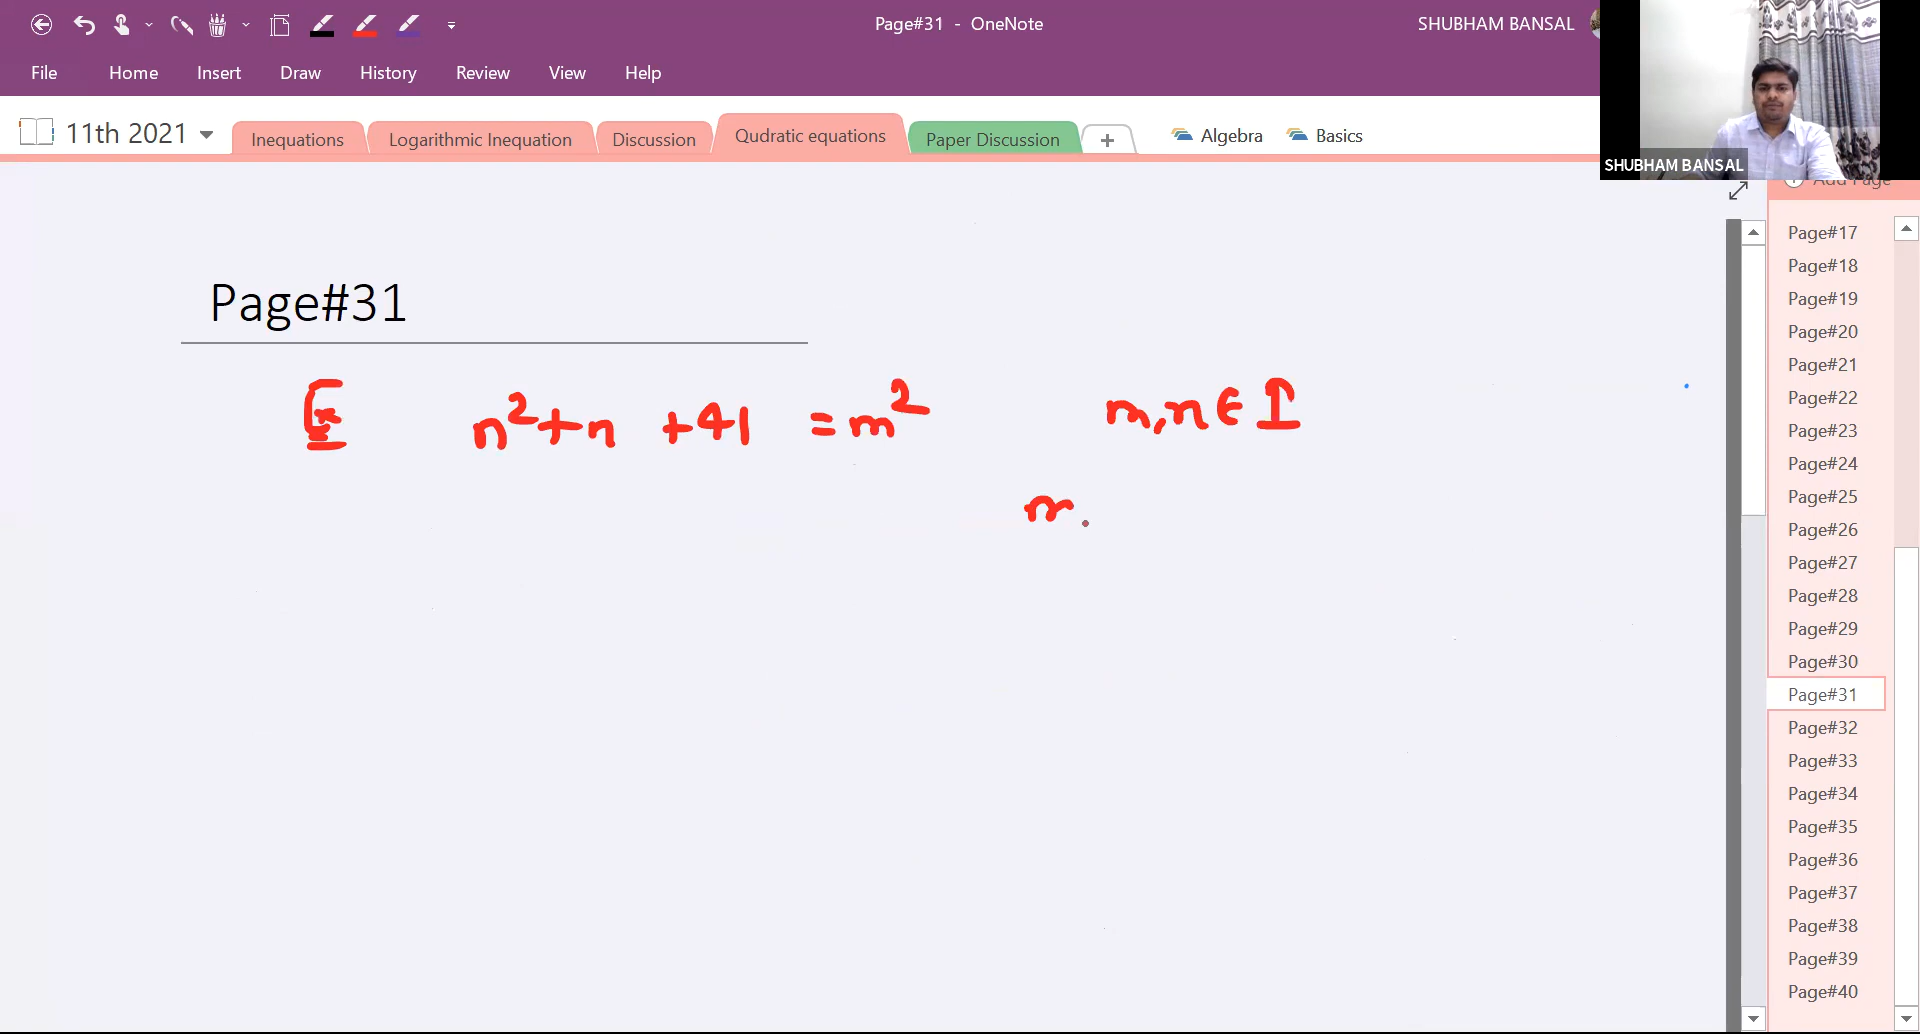 Page#31 - OneNote
SHUBHAM BANSAL
File Home Insert Draw History Review View Help
SHUBHAM BANSAL
11th 2021
Inequations
Logarithmic Inequation
Discussion
Qudratic equations
Paper Discussion
+
Algebra
Basics
Add Page
Page#31
Ex n²+n +41 =m² m,n∈I
m
Page#17
Page#18
Page#19
Page#20
Page#21
Page#22
Page#23
Page#24
Page#25
Page#26
Page#27
Page#28
Page#29
Page#30
Page#31
Page#32
Page#33
Page#34
Page#35
Page#36
Page#37
Page#38
Page#39
Page#40